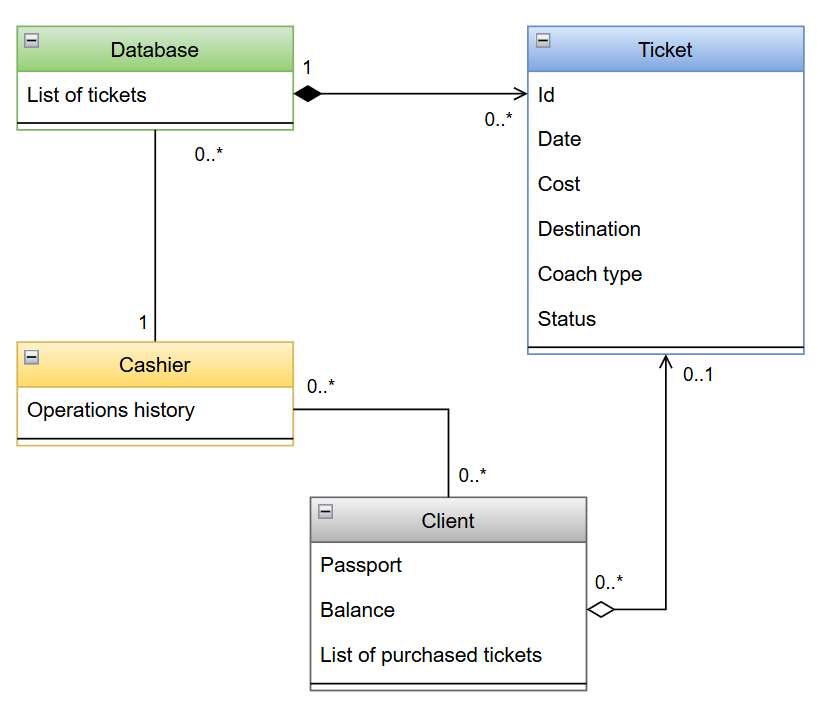 Database
List of tickets
1
0..*
Ticket
Id
Date
Cost
Destination
Coach type
Status
0..*
1
Cashier
Operations history
0..*
0..*
0..1
Client
Passport
Balance
List of purchased tickets
0..*